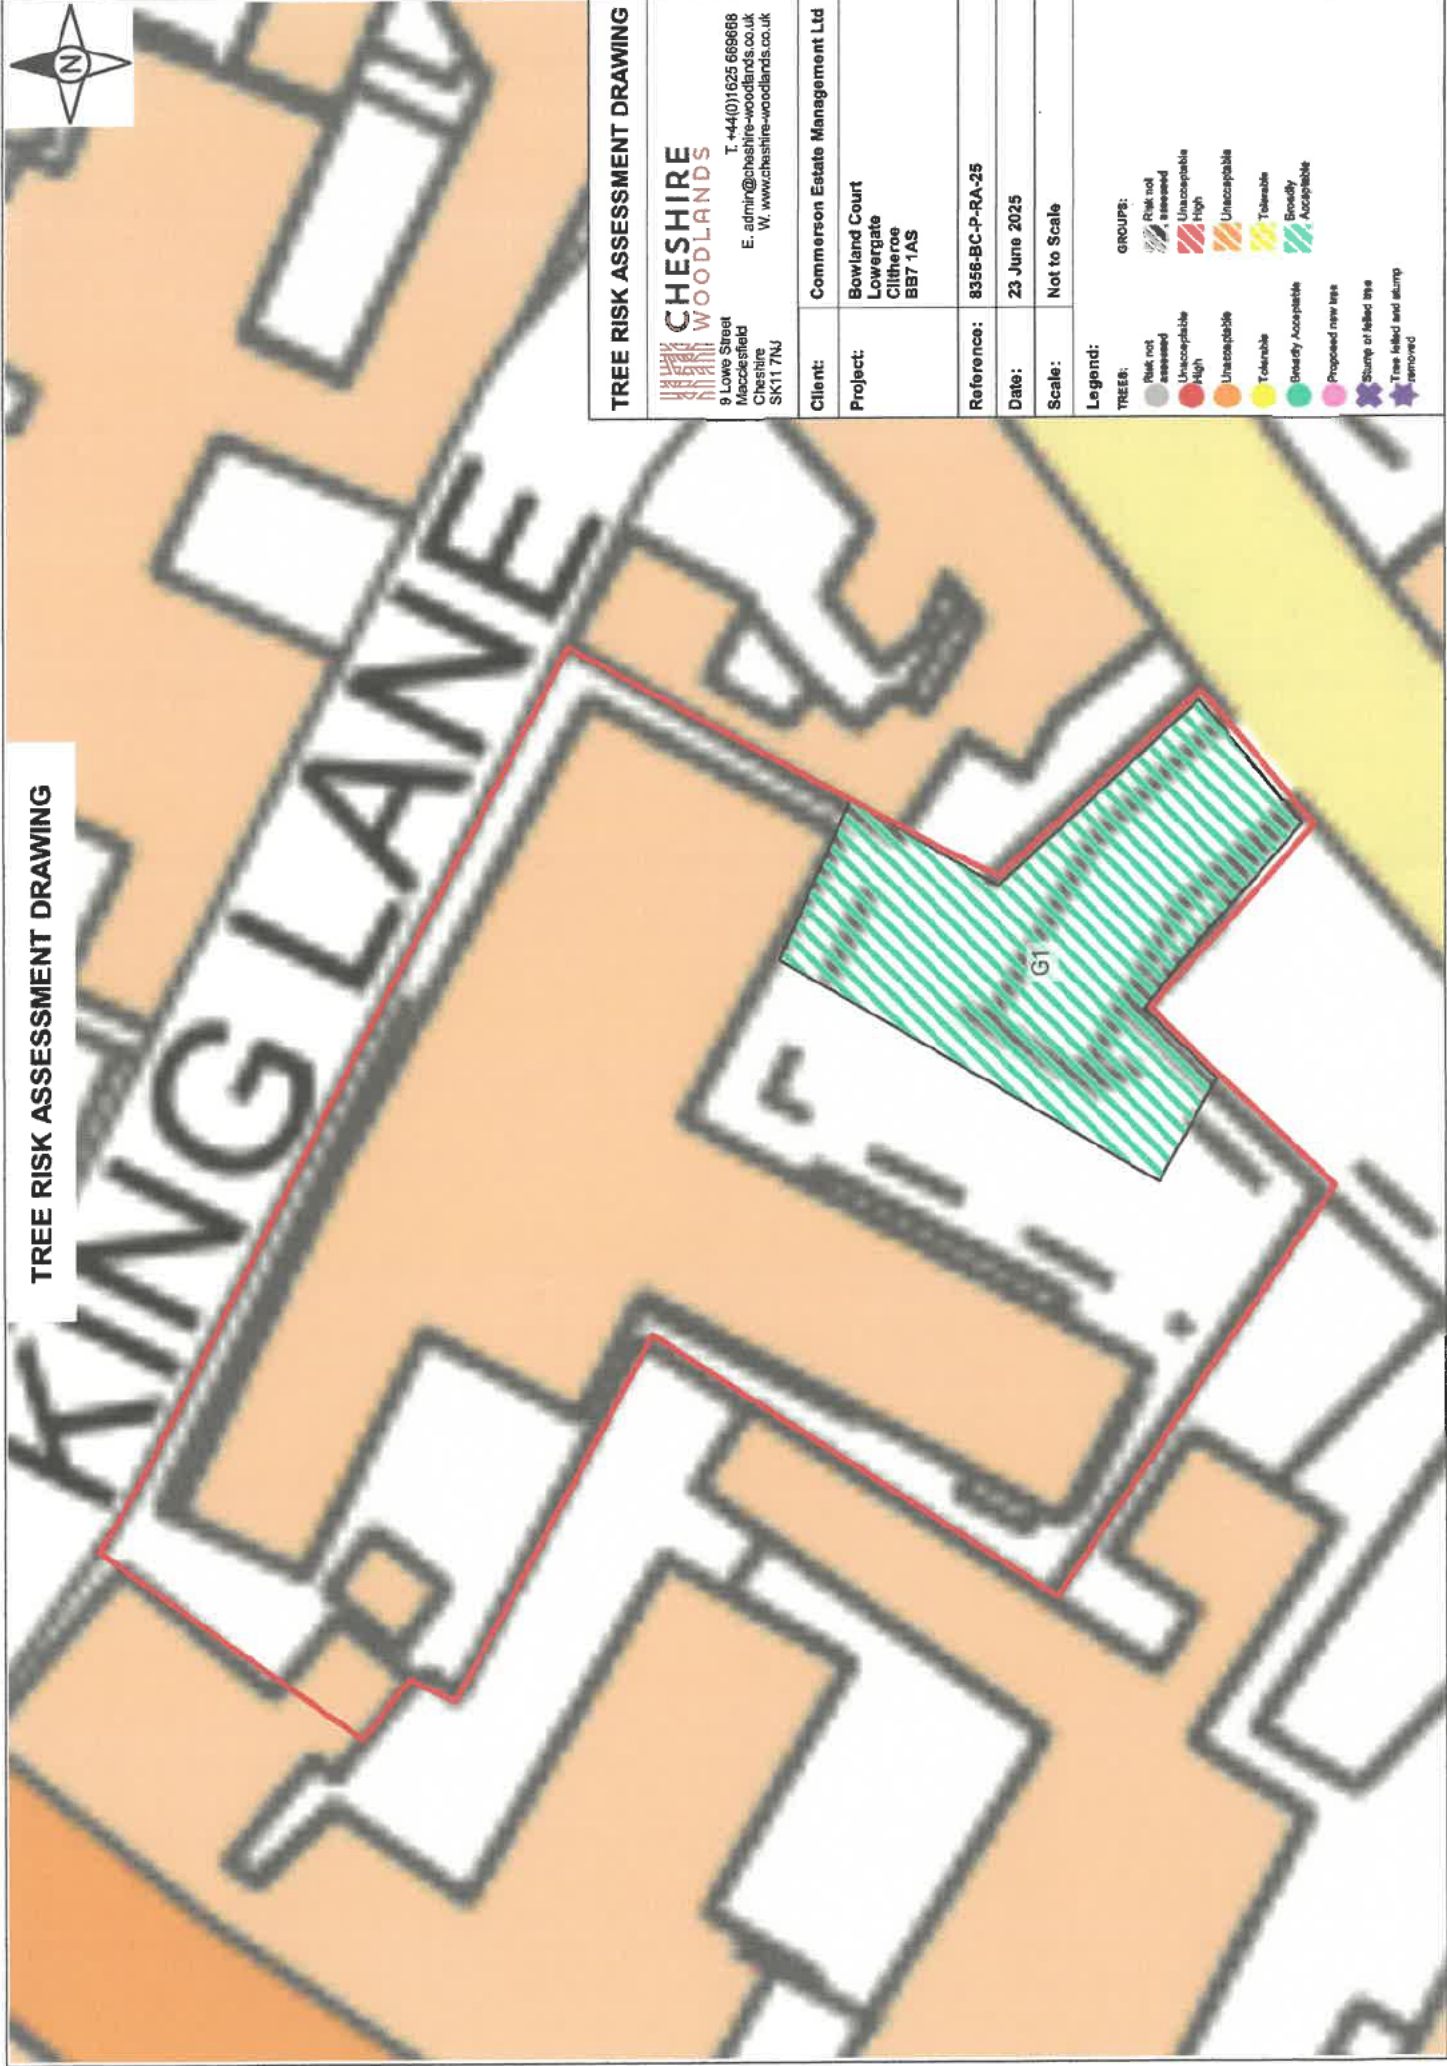 TREE RISK ASSESSMENT DRAWING
KING LANE
G1
N
TREE RISK ASSESSMENT DRAWING
CHESHIRE
WOODLANDS
9 Lowe Street
Macclesfield
Cheshire
SK11 7NJ
T. +44(0)1625 669668
E. admin@cheshire-woodlands.co.uk
W. www.cheshire-woodlands.co.uk
Client: Commerson Estate Management Ltd
Project: Bowland Court
Lowergate
Clitheroe
BB7 1AS
Reference: 8356-BC-P-RA-25
Date: 23 June 2025
Scale: Not to Scale
Legend:
TREES:
Risk not
assessed
Unacceptable
High
Unacceptable
Tolerable
Broadly Acceptable
Proposed new tree
Stump of felled tree
Tree felled and stump
removed
GROUPS:
Risk not
assessed
Unacceptable
High
Unacceptable
Tolerable
Broadly
Acceptable